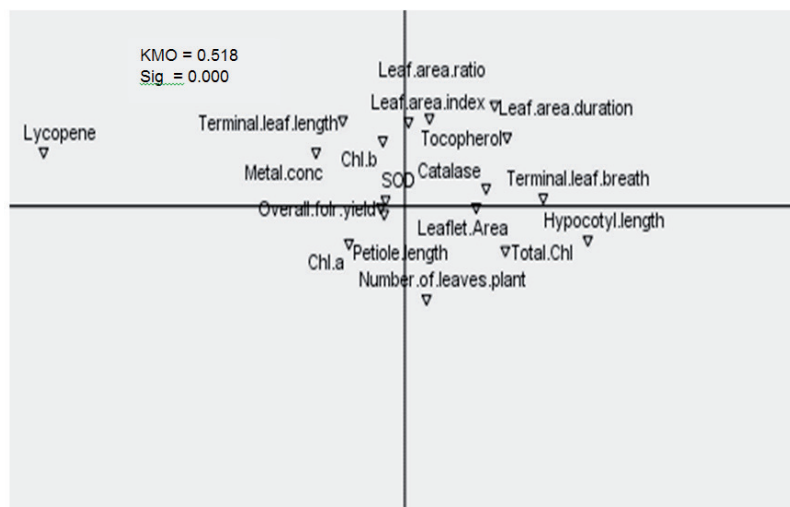 KMO = 0.518
Sig = 0.000
Leaf.area.ratio
Leaf.area.index
Leaf.area.duration
Terminal.leaf.length
Lycopene
Tocopherol
Chl.b
Metal.conc
SOD
Catalase
Terminal.leaf.breath
Overall.folr.yield
Leaflet.Area
Hypocotyl.length
Petiole.length
Total.Chl
Chl.a
Number.of.leaves.plant